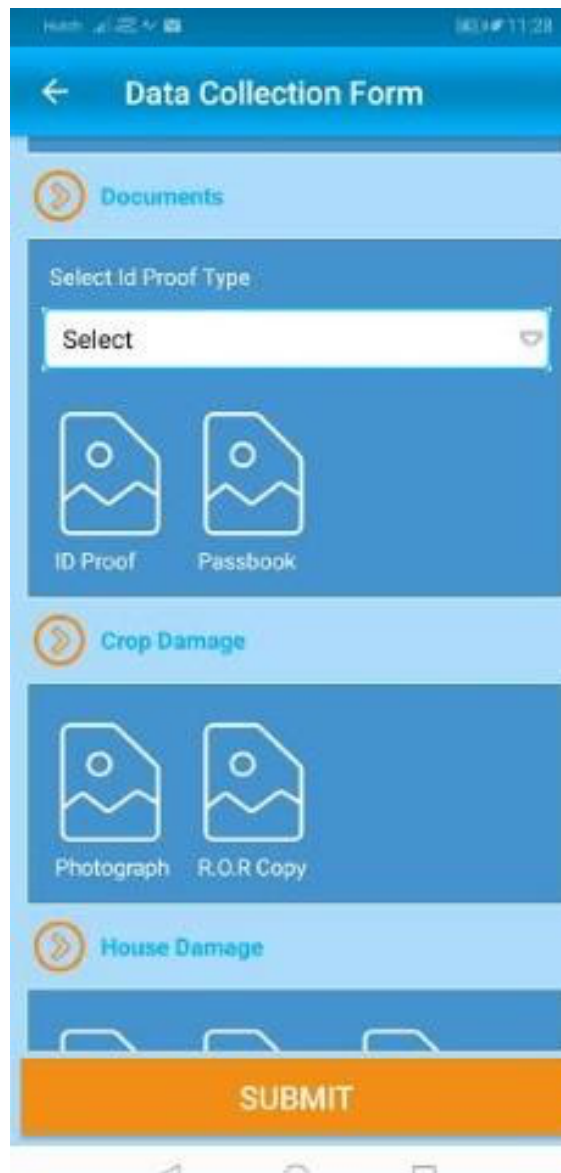 11:28
Data Collection Form
Documents
Select Id Proof Type
Select
ID Proof Passbook
Crop Damage
Photograph R.O.R Copy
House Damage
SUBMIT